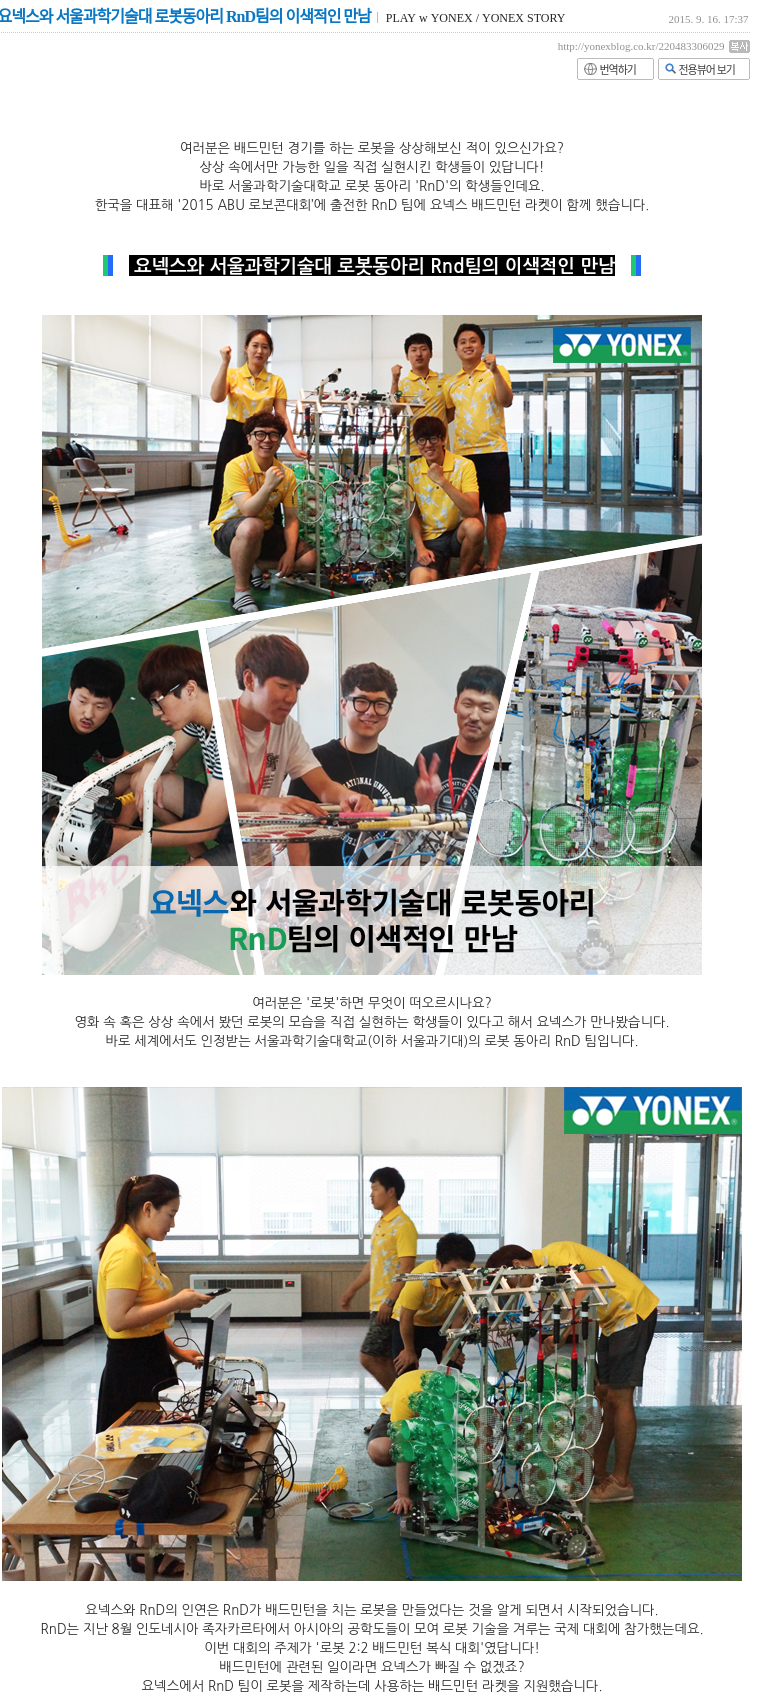 요넥스와 서울과학기술대 로봇동아리 RnD팀의 이색적인 만남 | PLAY w YONEX / YONEX STORY
2015. 9. 16. 17:37
http://yonexblog.co.kr/220483306029 복사
번역하기 전용뷰어 보기
여러분은 배드민턴 경기를 하는 로봇을 상상해보신 적이 있으신가요?
상상 속에서만 가능한 일을 직접 실현시킨 학생들이 있답니다!
바로 서울과학기술대학교 로봇 동아리 'RnD'의 학생들인데요.
한국을 대표해 '2015 ABU 로보콘대회'에 출전한 RnD 팀에 요넥스 배드민턴 라켓이 함께 했습니다.
요넥스와 서울과학기술대 로봇동아리 Rnd팀의 이색적인 만남
YONEX®
RnD
요넥스와 서울과학기술대 로봇동아리
RnD팀의 이색적인 만남
여러분은 '로봇'하면 무엇이 떠오르시나요?
영화 속 혹은 상상 속에서 봤던 로봇의 모습을 직접 실현하는 학생들이 있다고 해서 요넥스가 만나봤습니다.
바로 세계에서도 인정받는 서울과학기술대학교(이하 서울과기대)의 로봇 동아리 RnD 팀입니다.
YONEX®
요넥스와 RnD의 인연은 RnD가 배드민턴을 치는 로봇을 만들었다는 것을 알게 되면서 시작되었습니다.
RnD는 지난 8월 인도네시아 족자카르타에서 아시아의 공학도들이 모여 로봇 기술을 겨루는 국제 대회에 참가했는데요.
이번 대회의 주제가 '로봇 2:2 배드민턴 복식 대회'였답니다!
배드민턴에 관련된 일이라면 요넥스가 빠질 수 없겠죠?
요넥스에서 RnD 팀이 로봇을 제작하는데 사용하는 배드민턴 라켓을 지원했습니다.